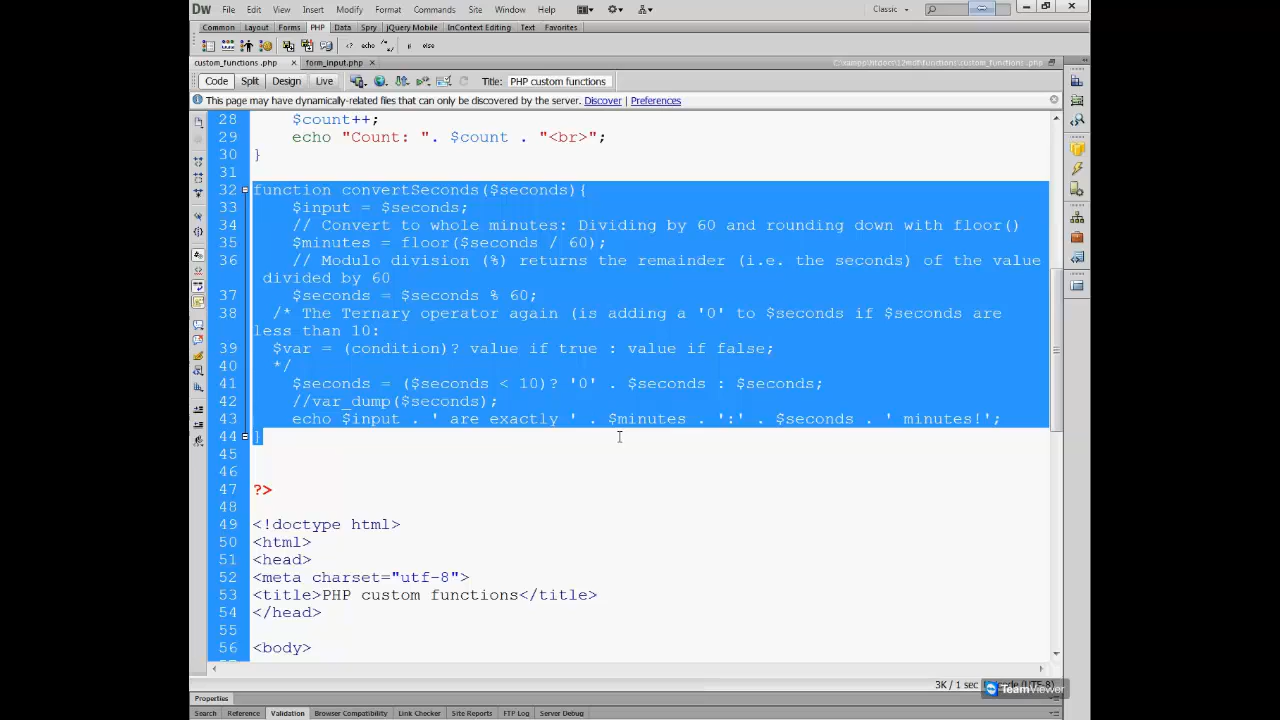 Dw File Edit View Insert Modify Format Commands Site Window Help Classic
Common Layout Forms PHP Data Spry jQuery Mobile InContext Editing Text Favorites
<? echo pi else
custom_functions .php × form_input.php ×
Code Split Design Live Title: PHP custom functions
This page may have dynamically-related files that can only be discovered by the server. Discover | Preferences
28 $count++;
29 echo "Count: ". $count . "<br>";
30 }
31
32 function convertSeconds($seconds){
33 $input = $seconds;
34 // Convert to whole minutes: Dividing by 60 and rounding down with floor()
35 $minutes = floor($seconds / 60);
36 // Modulo division (%) returns the remainder (i.e. the seconds) of the value
divided by 60
37 $seconds = $seconds % 60;
38 /* The Ternary operator again (is adding a '0' to $seconds if $seconds are
less than 10:
39 $var = (condition)? value if true : value if false;
40 */
41 $seconds = ($seconds < 10)? '0' . $seconds : $seconds;
42 //var_dump($seconds);
43 echo $input . ' are exactly ' . $minutes . ':' . $seconds . ' minutes!';
44 }
45
46
47 ?>
48
49 <!doctype html>
50 <html>
51 <head>
52 <meta charset="utf-8">
53 <title>PHP custom functions</title>
54 </head>
55
56 <body>
3K / 1 sec (UTF-8)
TeamViewer
Properties
Search Reference Validation Browser Compatibility Link Checker Site Reports FTP Log Server Debug